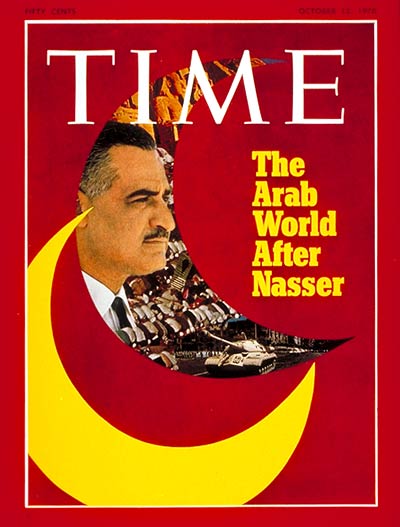 FIFTY CENTS
OCTOBER 12, 1970
TIME
The
Arab
World
After
Nasser